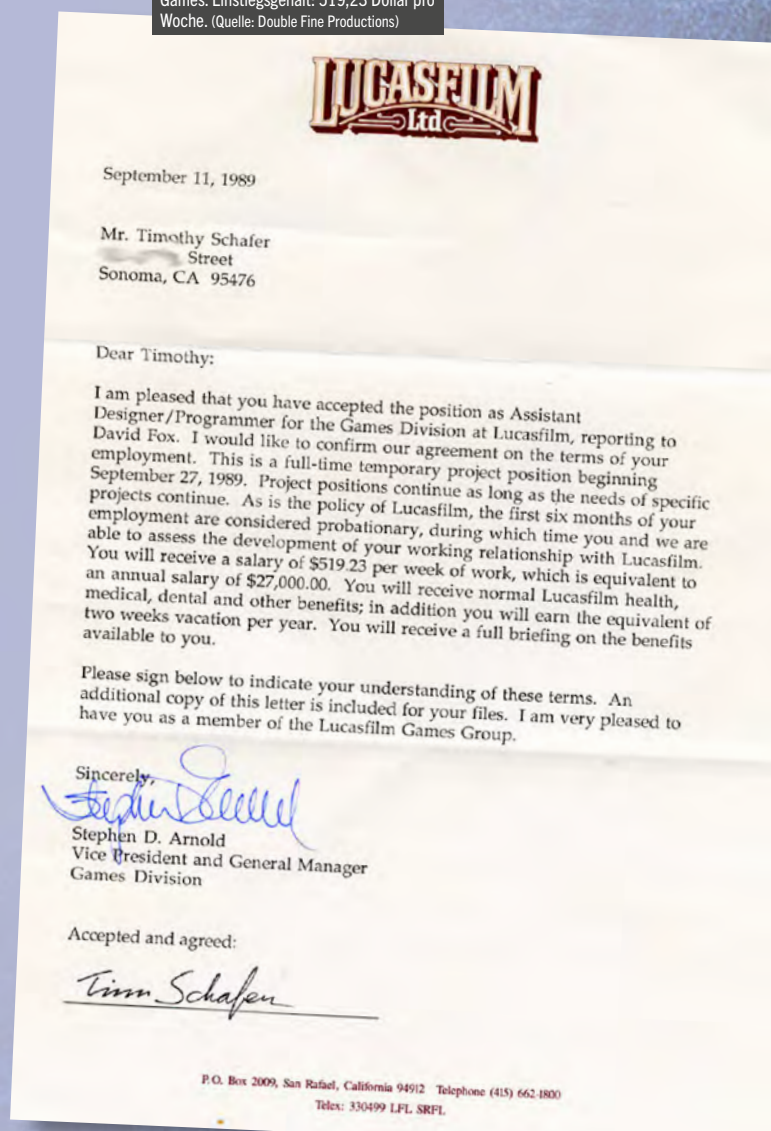 Games. Einstiegsgehalt: 519,23 Dollar pro
Woche. (Quelle: Double Fine Productions)
LUCASFILM
Ltd
September 11, 1989
Mr. Timothy Schafer
Street
Sonoma, CA 95476
Dear Timothy:
I am pleased that you have accepted the position as Assistant
Designer/Programmer for the Games Division at Lucasfilm, reporting to
David Fox. I would like to confirm our agreement on the terms of your
employment. This is a full-time temporary project position beginning
September 27, 1989. Project positions continue as long as the needs of specific
projects continue. As is the policy of Lucasfilm, the first six months of your
employment are considered probationary, during which time you and we are
able to assess the development of your working relationship with Lucasfilm.
You will receive a salary of $519.23 per week of work, which is equivalent to
an annual salary of $27,000.00. You will receive normal Lucasfilm health,
medical, dental and other benefits; in addition you will earn the equivalent of
two weeks vacation per year. You will receive a full briefing on the benefits
available to you.
Please sign below to indicate your understanding of these terms. An
additional copy of this letter is included for your files. I am very pleased to
have you as a member of the Lucasfilm Games Group.
Sincerely,
Stephen D. Arnold
Vice President and General Manager
Games Division
Accepted and agreed:
Tim Schafer
P.O. Box 2009, San Rafael, California 94912 Telephone (415) 662-1800
Telex: 330499 LFL SRFL